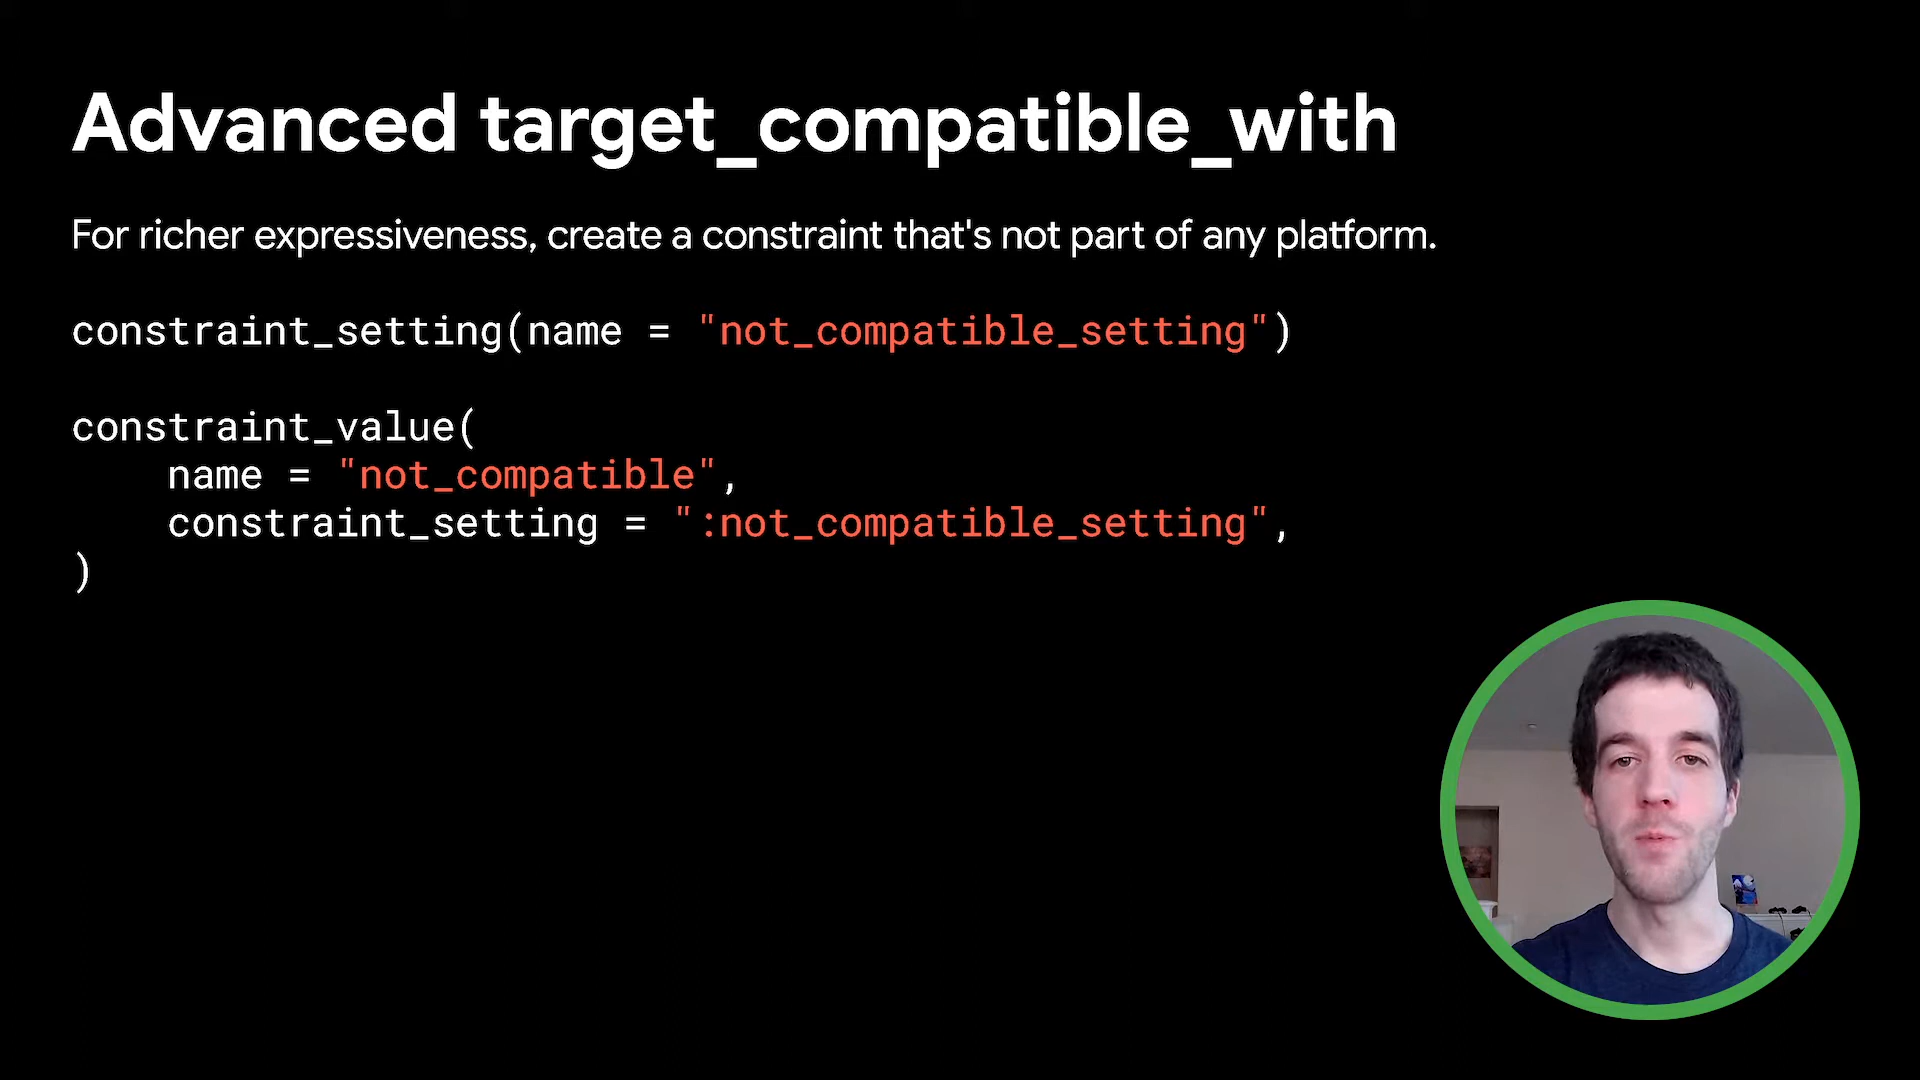 Advanced target_compatible_with
For richer expressiveness, create a constraint that's not part of any platform.
constraint_setting(name = "not_compatible_setting")
constraint_value(
    name = "not_compatible",
    constraint_setting = ":not_compatible_setting",
)